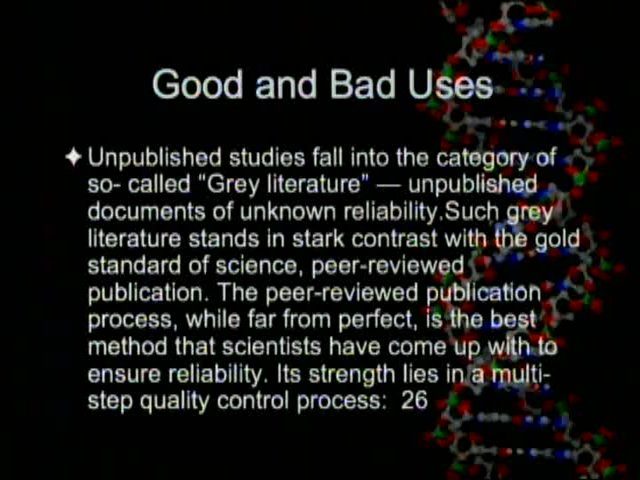 Good and Bad Uses
Unpublished studies fall into the category of
so- called "Grey literature" — unpublished
documents of unknown reliability.Such grey
literature stands in stark contrast with the gold
standard of science, peer-reviewed
publication. The peer-reviewed publication
process, while far from perfect, is the best
method that scientists have come up with to
ensure reliability. Its strength lies in a multi-
step quality control process:  26